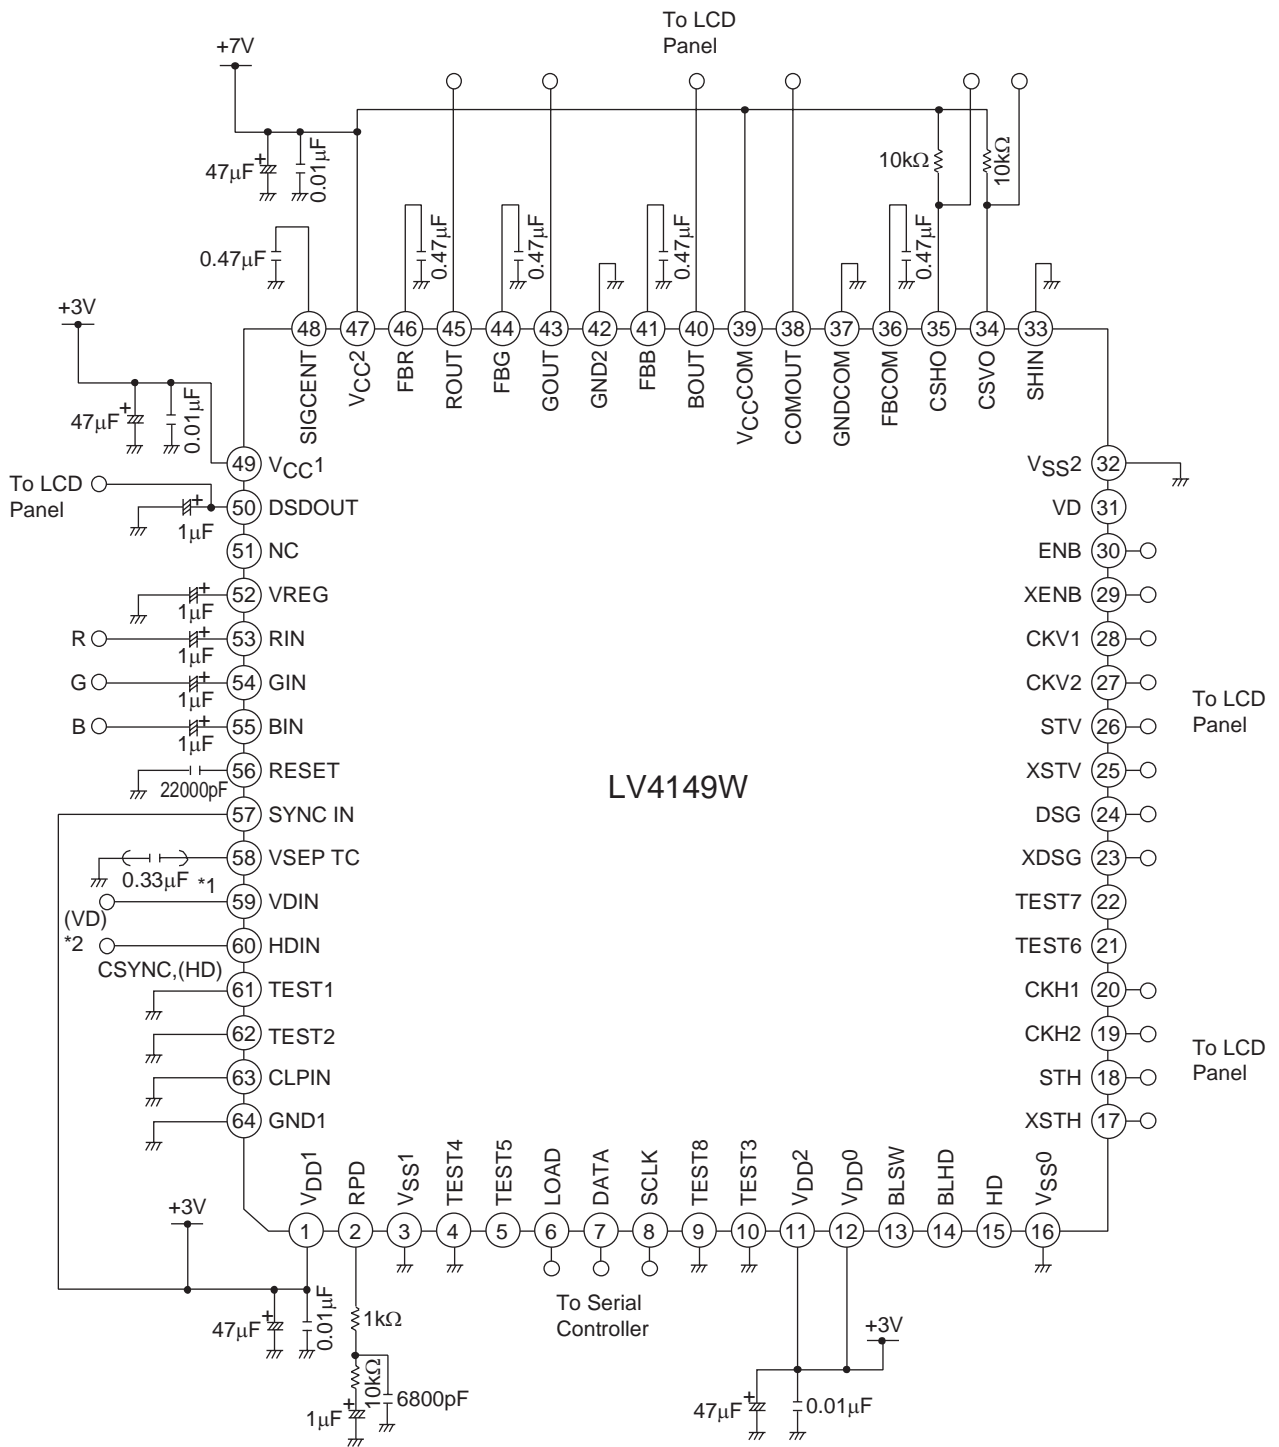 To LCD
Panel
+7V
47μF
+
0.01μF
10kΩ
10kΩ
0.47μF
0.47μF
0.47μF
0.47μF
0.47μF
+3V
47μF
+
0.01μF
48 47 46 45 44 43 42 41 40 39 38 37 36 35 34 33
SIGCENT
VCC2
FBR
ROUT
FBG
GOUT
GND2
FBB
BOUT
VCCCOM
COMOUT
GNDCOM
FBCOM
CSHO
CSVO
SHIN
To LCD
Panel
49 VCC1
+
1μF
50 DSDOUT
51 NC
+
1μF
52 VREG
R
+
1μF
53 RIN
G
+
1μF
54 GIN
B
+
1μF
55 BIN
22000pF
56 RESET
57 SYNC IN
0.33μF *1
58 VSEP TC
(VD)
*2
59 VDIN
CSYNC,(HD)
60 HDIN
61 TEST1
62 TEST2
63 CLPIN
64 GND1
LV4149W
VSS2 32
VD 31
ENB 30
XENB 29
CKV1 28
CKV2 27
STV 26
XSTV 25
DSG 24
XDSG 23
TEST7 22
TEST6 21
CKH1 20
CKH2 19
STH 18
XSTH 17
To LCD
Panel
To LCD
Panel
VDD1
RPD
VSS1
TEST4
TEST5
LOAD
DATA
SCLK
TEST8
TEST3
VDD2
VDD0
BLSW
BLHD
HD
VSS0
1 2 3 4 5 6 7 8 9 10 11 12 13 14 15 16
+3V
47μF
+
0.01μF
1kΩ
10kΩ
6800pF
1μF
+
To Serial
Controller
+3V
47μF
+
0.01μF